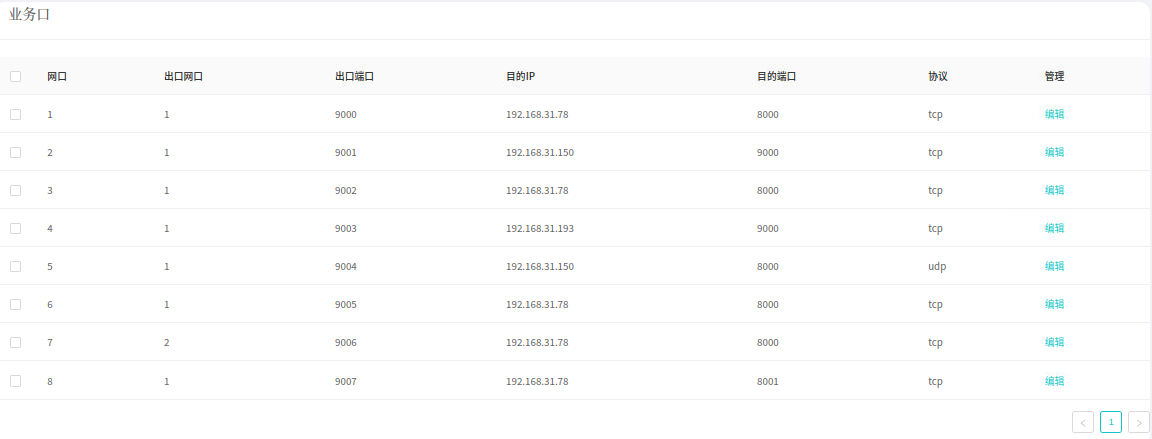 业务口
网口 出口网口 出口端口 目的IP 目的端口 协议 管理
1 1 9000 192.168.31.78 8000 tcp 编辑
2 1 9001 192.168.31.150 9000 tcp 编辑
3 1 9002 192.168.31.78 8000 tcp 编辑
4 1 9003 192.168.31.193 9000 tcp 编辑
5 1 9004 192.168.31.150 8000 udp 编辑
6 1 9005 192.168.31.78 8000 tcp 编辑
7 2 9006 192.168.31.78 8000 tcp 编辑
8 1 9007 192.168.31.78 8001 tcp 编辑
1